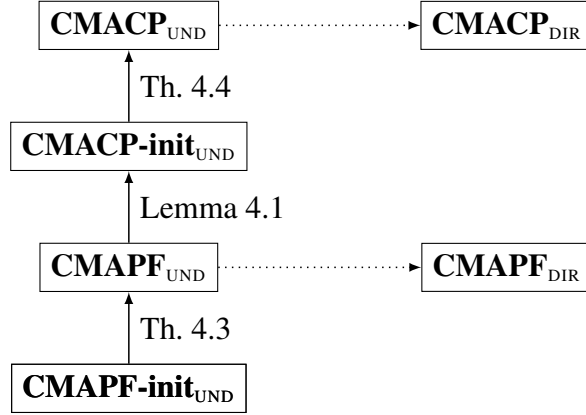 CMACP_UND CMACP_DIR
Th. 4.4
CMACP-init_UND
Lemma 4.1
CMAPF_UND CMAPF_DIR
Th. 4.3
CMAPF-init_UND